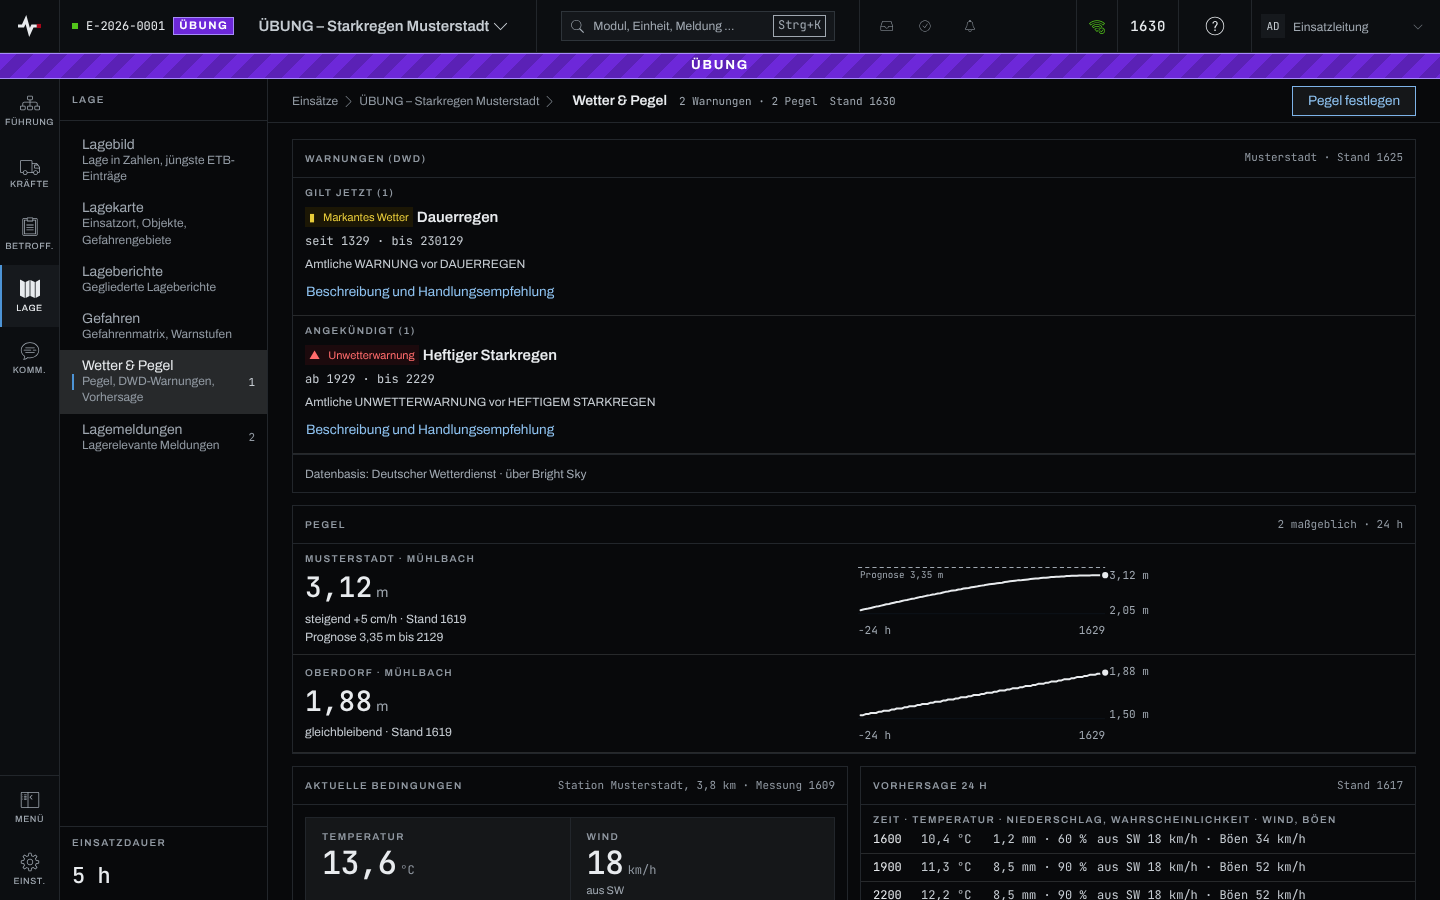 E-2026-0001 ÜBUNG ÜBUNG – Starkregen Musterstadt Modul, Einheit, Meldung ... Strg+K 1630 ? AD Einsatzleitung
ÜBUNG
FÜHRUNG
KRÄFTE
BETROFF.
LAGE
KOMM.
MENÜ
EINST.
LAGE
Lagebild
Lage in Zahlen, jüngste ETB-
Einträge
Lagekarte
Einsatzort, Objekte,
Gefahrengebiete
Lageberichte
Gegliederte Lageberichte
Gefahren
Gefahrenmatrix, Warnstufen
Wetter & Pegel
Pegel, DWD-Warnungen, 1
Vorhersage
Lagemeldungen
Lagerelevante Meldungen 2
EINSATZDAUER
5 h
Einsätze ÜBUNG – Starkregen Musterstadt Wetter & Pegel 2 Warnungen · 2 Pegel Stand 1630 Pegel festlegen
WARNUNGEN (DWD) Musterstadt · Stand 1625
GILT JETZT (1)
Markantes Wetter Dauerregen
seit 1329 · bis 230129
Amtliche WARNUNG vor DAUERREGEN
Beschreibung und Handlungsempfehlung
ANGEKÜNDIGT (1)
Unwetterwarnung Heftiger Starkregen
ab 1929 · bis 2229
Amtliche UNWETTERWARNUNG vor HEFTIGEM STARKREGEN
Beschreibung und Handlungsempfehlung
Datenbasis: Deutscher Wetterdienst · über Bright Sky
PEGEL 2 maßgeblich · 24 h
MUSTERSTADT · MÜHLBACH
3,12 m
steigend +5 cm/h · Stand 1619
Prognose 3,35 m bis 2129
Prognose 3,35 m 3,12 m
2,05 m
-24 h 1629
OBERDORF · MÜHLBACH
1,88 m
gleichbleibend · Stand 1619
1,88 m
1,50 m
-24 h 1629
AKTUELLE BEDINGUNGEN Station Musterstadt, 3,8 km · Messung 1609
TEMPERATUR
13,6 °C
WIND
18 km/h
aus SW
VORHERSAGE 24 H Stand 1617
ZEIT · TEMPERATUR · NIEDERSCHLAG, WAHRSCHEINLICHKEIT · WIND, BÖEN
1600 10,4 °C 1,2 mm · 60 % aus SW 18 km/h · Böen 34 km/h
1900 11,3 °C 8,5 mm · 90 % aus SW 18 km/h · Böen 52 km/h
2200 12,2 °C 8,5 mm · 90 % aus SW 18 km/h · Böen 52 km/h